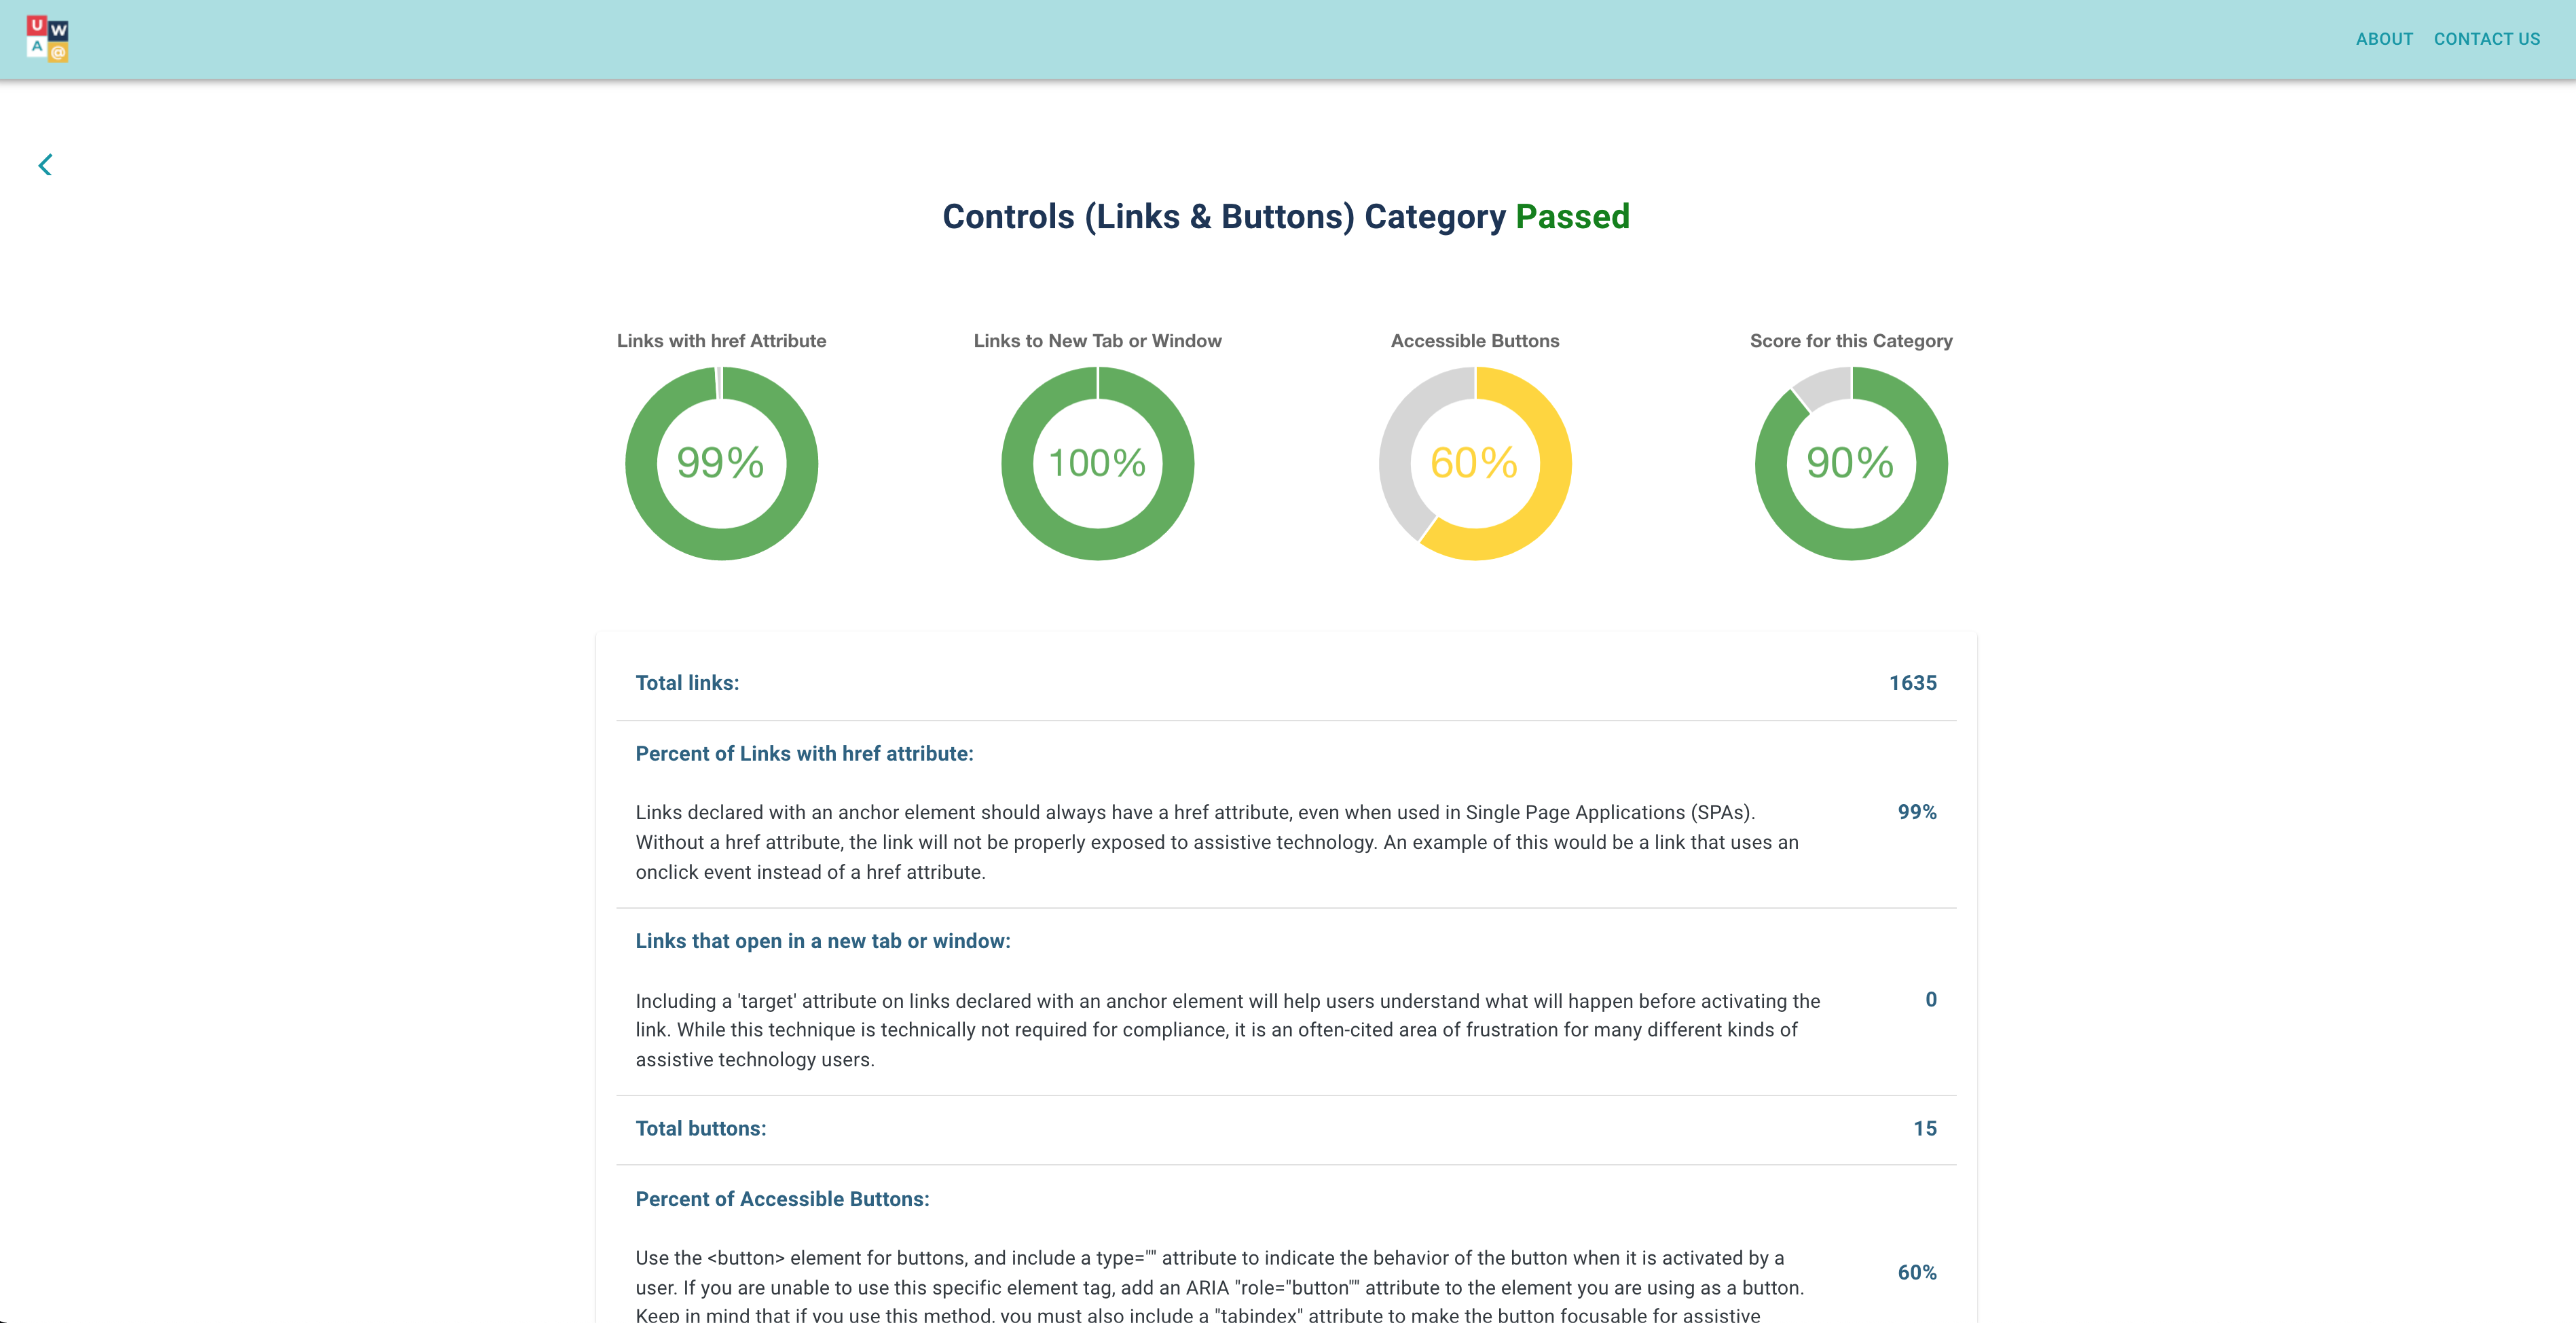 U W
A @
ABOUT CONTACT US
Controls (Links & Buttons) Category Passed
Links with href Attribute
Links to New Tab or Window
Accessible Buttons
Score for this Category
99%
100%
60%
90%
Total links: 1635
Percent of Links with href attribute:
Links declared with an anchor element should always have a href attribute, even when used in Single Page Applications (SPAs). 99%
Without a href attribute, the link will not be properly exposed to assistive technology. An example of this would be a link that uses an
onclick event instead of a href attribute.
Links that open in a new tab or window:
Including a 'target' attribute on links declared with an anchor element will help users understand what will happen before activating the 0
link. While this technique is technically not required for compliance, it is an often-cited area of frustration for many different kinds of
assistive technology users.
Total buttons: 15
Percent of Accessible Buttons:
Use the <button> element for buttons, and include a type="" attribute to indicate the behavior of the button when it is activated by a
user. If you are unable to use this specific element tag, add an ARIA "role="button"" attribute to the element you are using as a button. 60%
Keep in mind that if you use this method, you must also include a "tabindex" attribute to make the button focusable for assistive